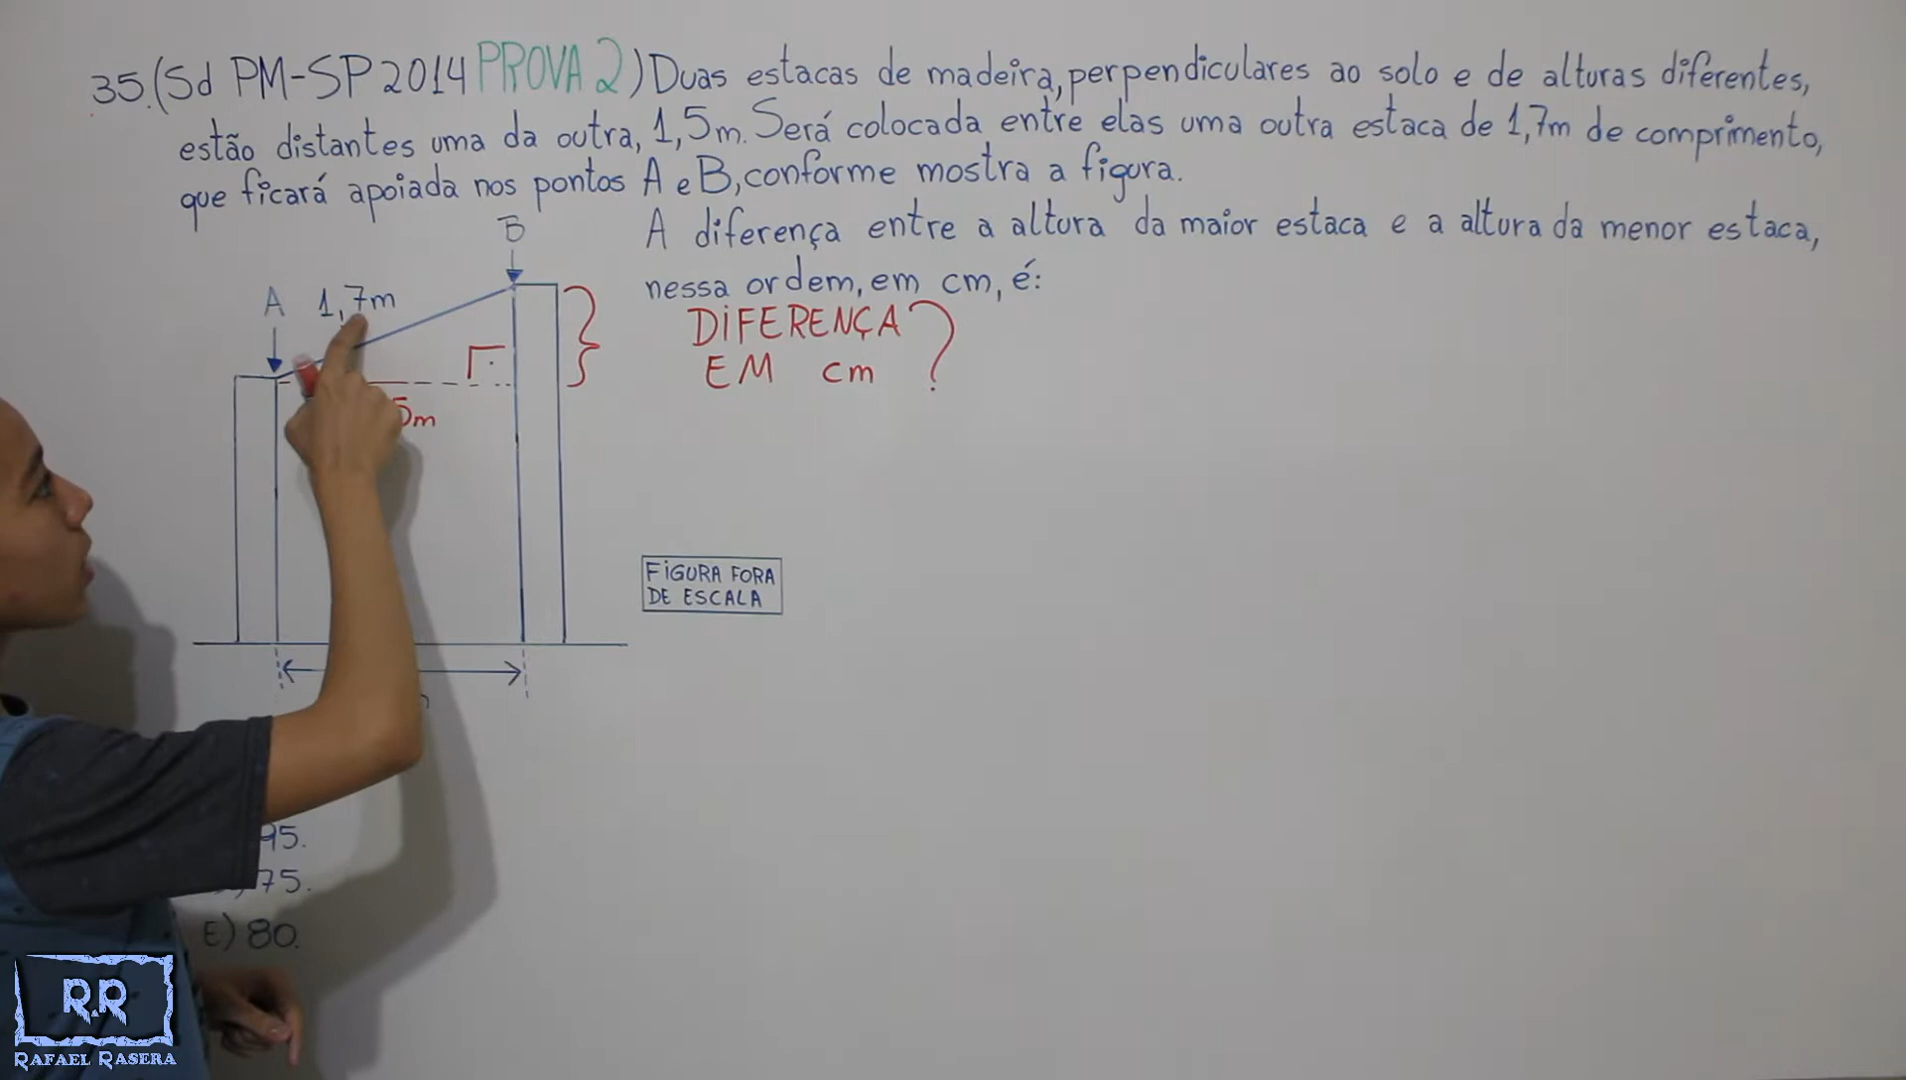 35.(Sd PM-SP 2014 PROVA 2) Duas estacas de madeira, perpendiculares ao solo e de alturas diferentes,
estão distantes uma da outra, 1,5m. Será colocada entre elas uma outra estaca de 1,7m de comprimento,
que ficará apoiada nos pontos A e B, conforme mostra a figura.
A diferença entre a altura da maior estaca e a altura da menor estaca,
nessa ordem, em cm, é:
B
A 1,7m
DIFERENÇA
EM cm ?
5m
FIGURA FORA
DE ESCALA
95.
75.
E) 80.
R.R
RAFAEL RASERA